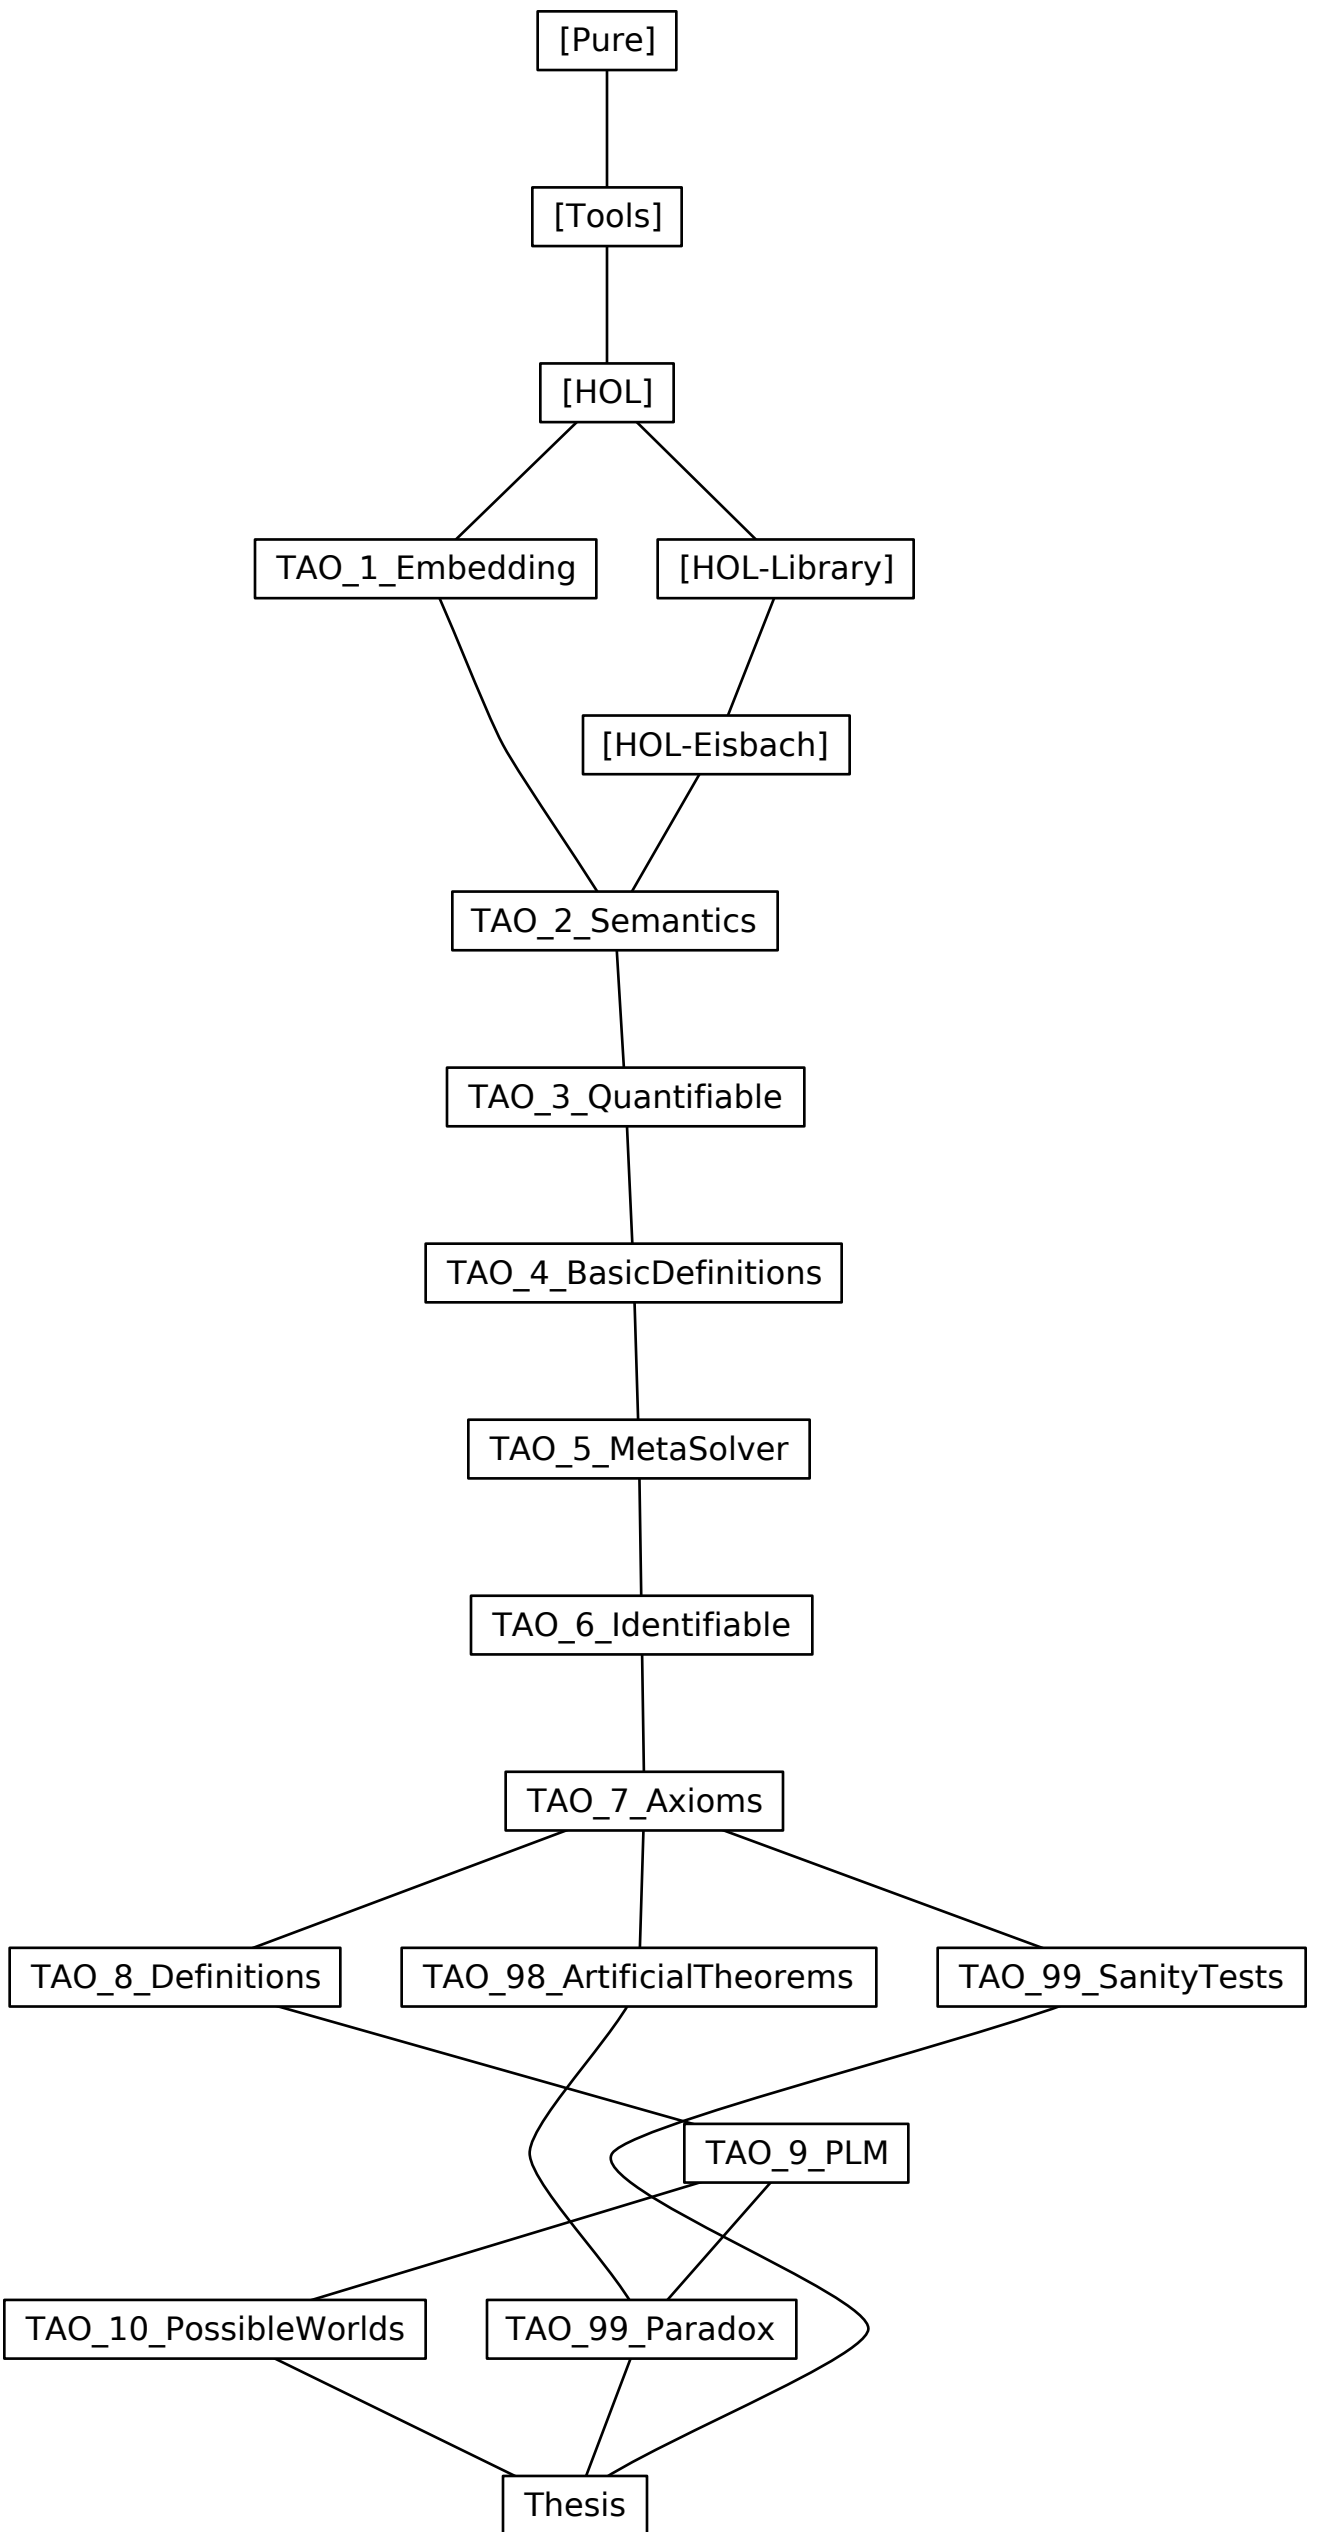 [Pure]
[Tools]
[HOL]
TAO_1_Embedding
[HOL-Library]
[HOL-Eisbach]
TAO_2_Semantics
TAO_3_Quantifiable
TAO_4_BasicDefinitions
TAO_5_MetaSolver
TAO_6_Identifiable
TAO_7_Axioms
TAO_8_Definitions
TAO_98_ArtificialTheorems
TAO_99_SanityTests
TAO_9_PLM
TAO_10_PossibleWorlds
TAO_99_Paradox
Thesis